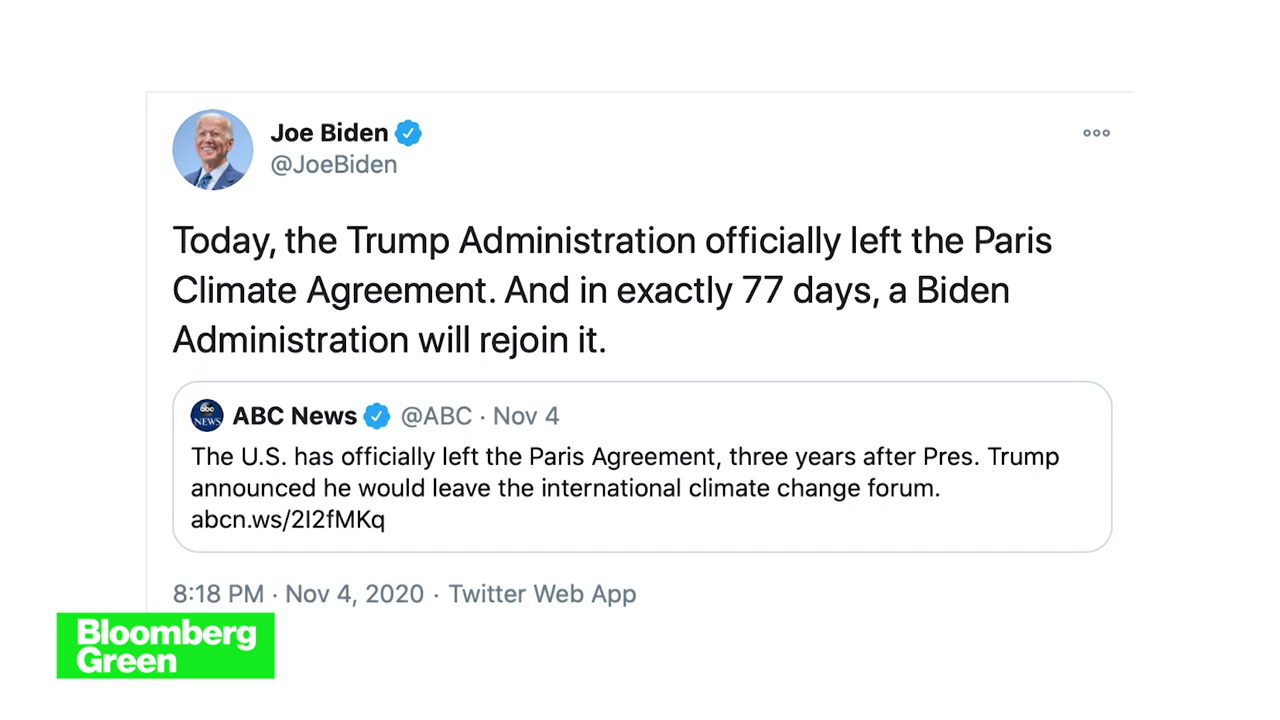 Joe Biden
@JoeBiden
Today, the Trump Administration officially left the Paris
Climate Agreement. And in exactly 77 days, a Biden
Administration will rejoin it.
abc
NEWS
ABC News @ABC · Nov 4
The U.S. has officially left the Paris Agreement, three years after Pres. Trump
announced he would leave the international climate change forum.
abcn.ws/2I2fMKq
8:18 PM · Nov 4, 2020 · Twitter Web App
Bloomberg
Green